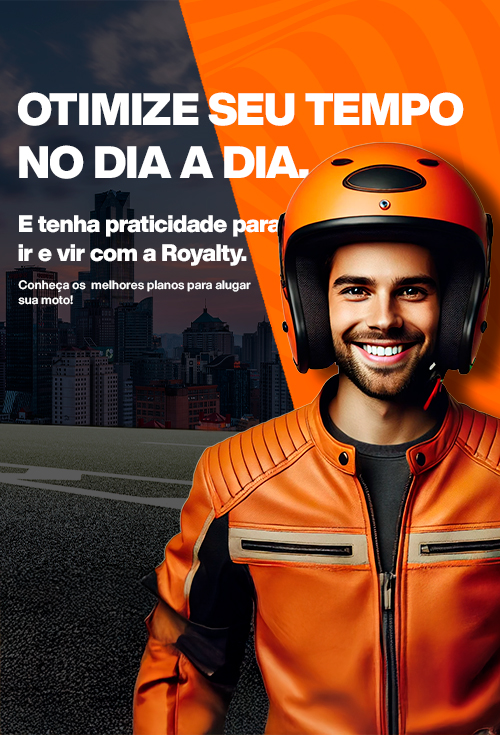 OTIMIZE SEU TEMPO
NO DIA A DIA.
E tenha praticidade para
ir e vir com a Royalty.
Conheça os melhores planos para alugar
sua moto!